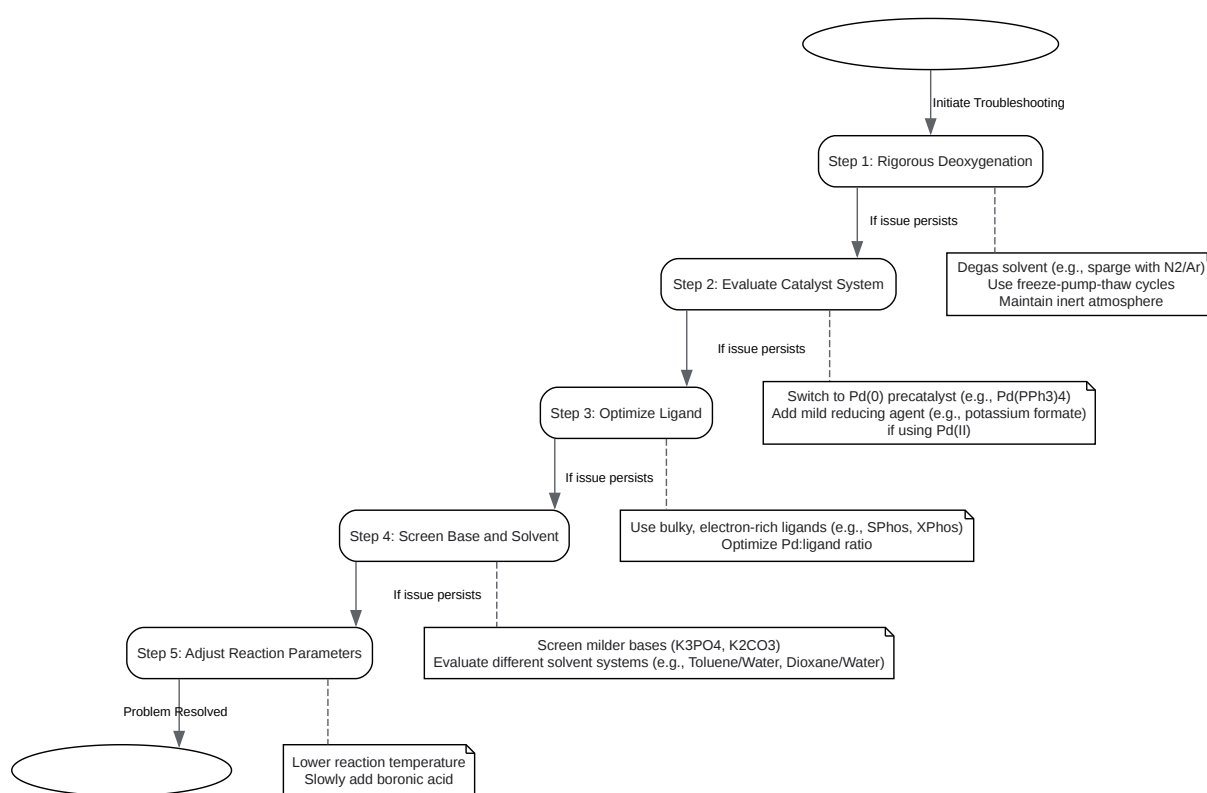 Initiate Troubleshooting
Step 1: Rigorous Deoxygenation
If issue persists
Degas solvent (e.g., sparge with N2/Ar)
Use freeze-pump-thaw cycles
Maintain inert atmosphere
Step 2: Evaluate Catalyst System
If issue persists
Switch to Pd(0) precatalyst (e.g., Pd(PPh3)4)
Add mild reducing agent (e.g., potassium formate)
if using Pd(II)
Step 3: Optimize Ligand
If issue persists
Use bulky, electron-rich ligands (e.g., SPhos, XPhos)
Optimize Pd:ligand ratio
Step 4: Screen Base and Solvent
If issue persists
Screen milder bases (K3PO4, K2CO3)
Evaluate different solvent systems (e.g., Toluene/Water, Dioxane/Water)
Step 5: Adjust Reaction Parameters
Problem Resolved
Lower reaction temperature
Slowly add boronic acid